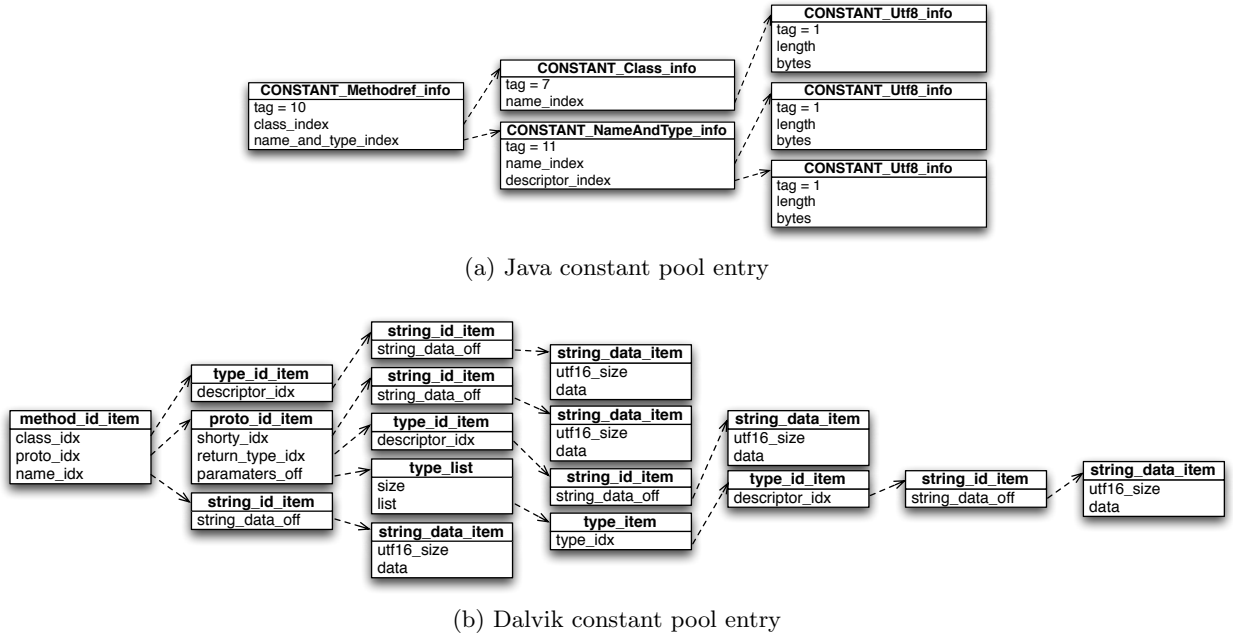 CONSTANT_Methodref_info
tag = 10
class_index
name_and_type_index
CONSTANT_Class_info
tag = 7
name_index
CONSTANT_NameAndType_info
tag = 11
name_index
descriptor_index
CONSTANT_Utf8_info
tag = 1
length
bytes
CONSTANT_Utf8_info
tag = 1
length
bytes
CONSTANT_Utf8_info
tag = 1
length
bytes
(a) Java constant pool entry
method_id_item
class_idx
proto_idx
name_idx
type_id_item
descriptor_idx
proto_id_item
shorty_idx
return_type_idx
paramaters_off
string_id_item
string_data_off
string_id_item
string_data_off
string_id_item
string_data_off
type_id_item
descriptor_idx
type_list
size
list
string_data_item
utf16_size
data
string_data_item
utf16_size
data
string_data_item
utf16_size
data
string_id_item
string_data_off
type_item
type_idx
string_data_item
utf16_size
data
type_id_item
descriptor_idx
string_id_item
string_data_off
string_data_item
utf16_size
data
(b) Dalvik constant pool entry